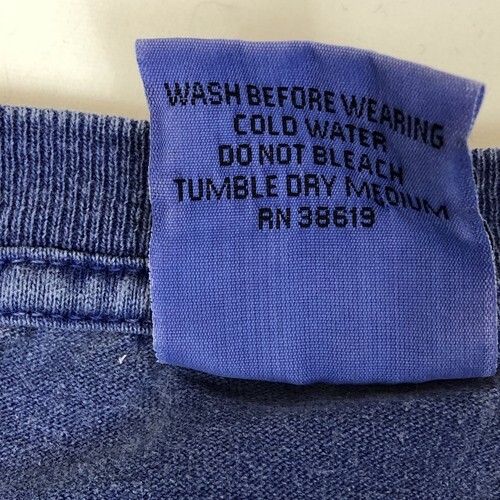 WASH BEFORE WEARING
COLD WATER
DO NOT BLEACH
TUMBLE DRY MEDIUM
RN 38619